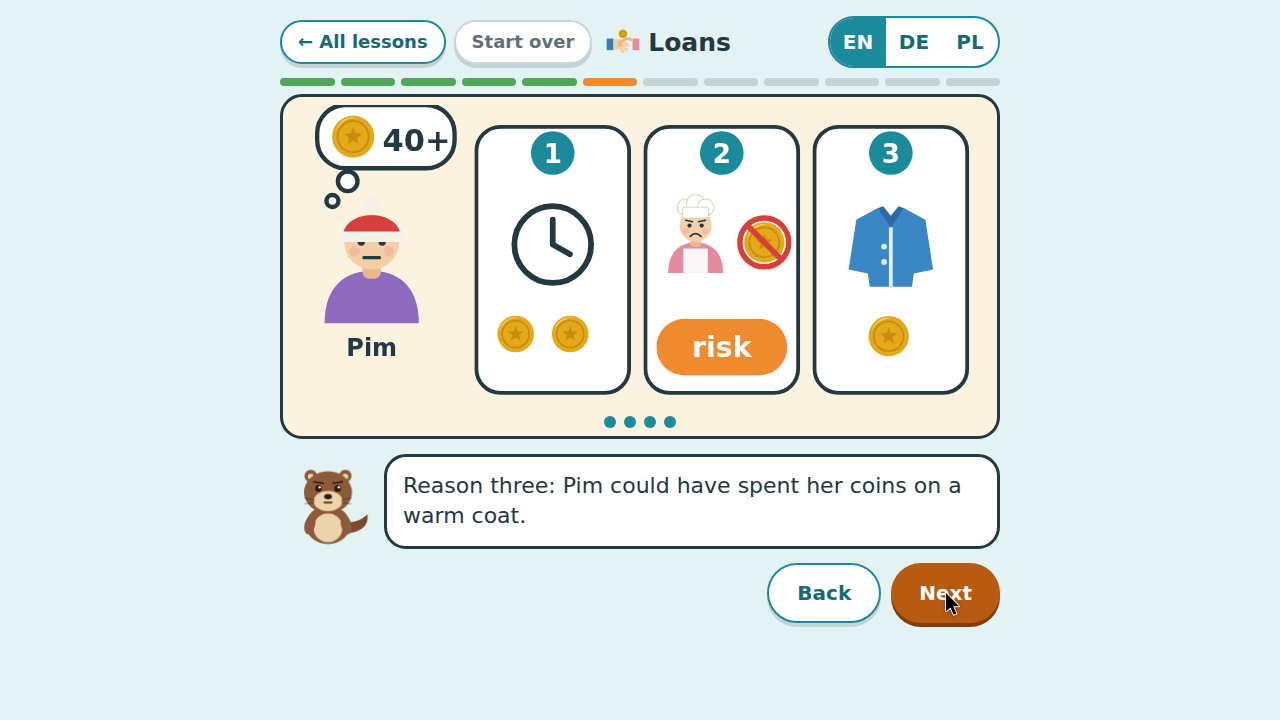 ← All lessons
Start over
Loans
EN
DE
PL
40+
1
2
3
risk
Pim
Reason three: Pim could have spent her coins on a
warm coat.
Back
Next